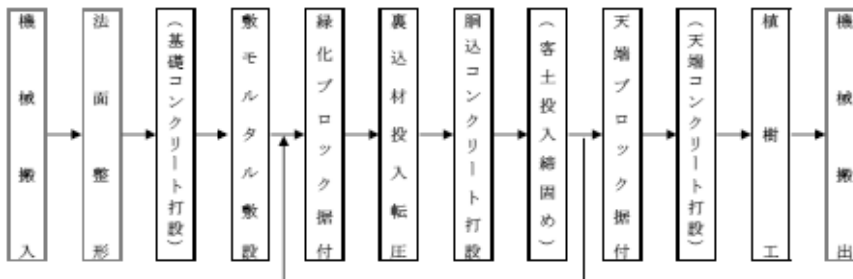 機械搬入
法面整形
（基礎コンクリート打設）
敷モルタル敷設
緑化ブロック据付
裏込材投入転圧
胴込コンクリート打設
（客土投入締固め）
天端ブロック据付
（天端コンクリート打設）
植樹工
機械搬出